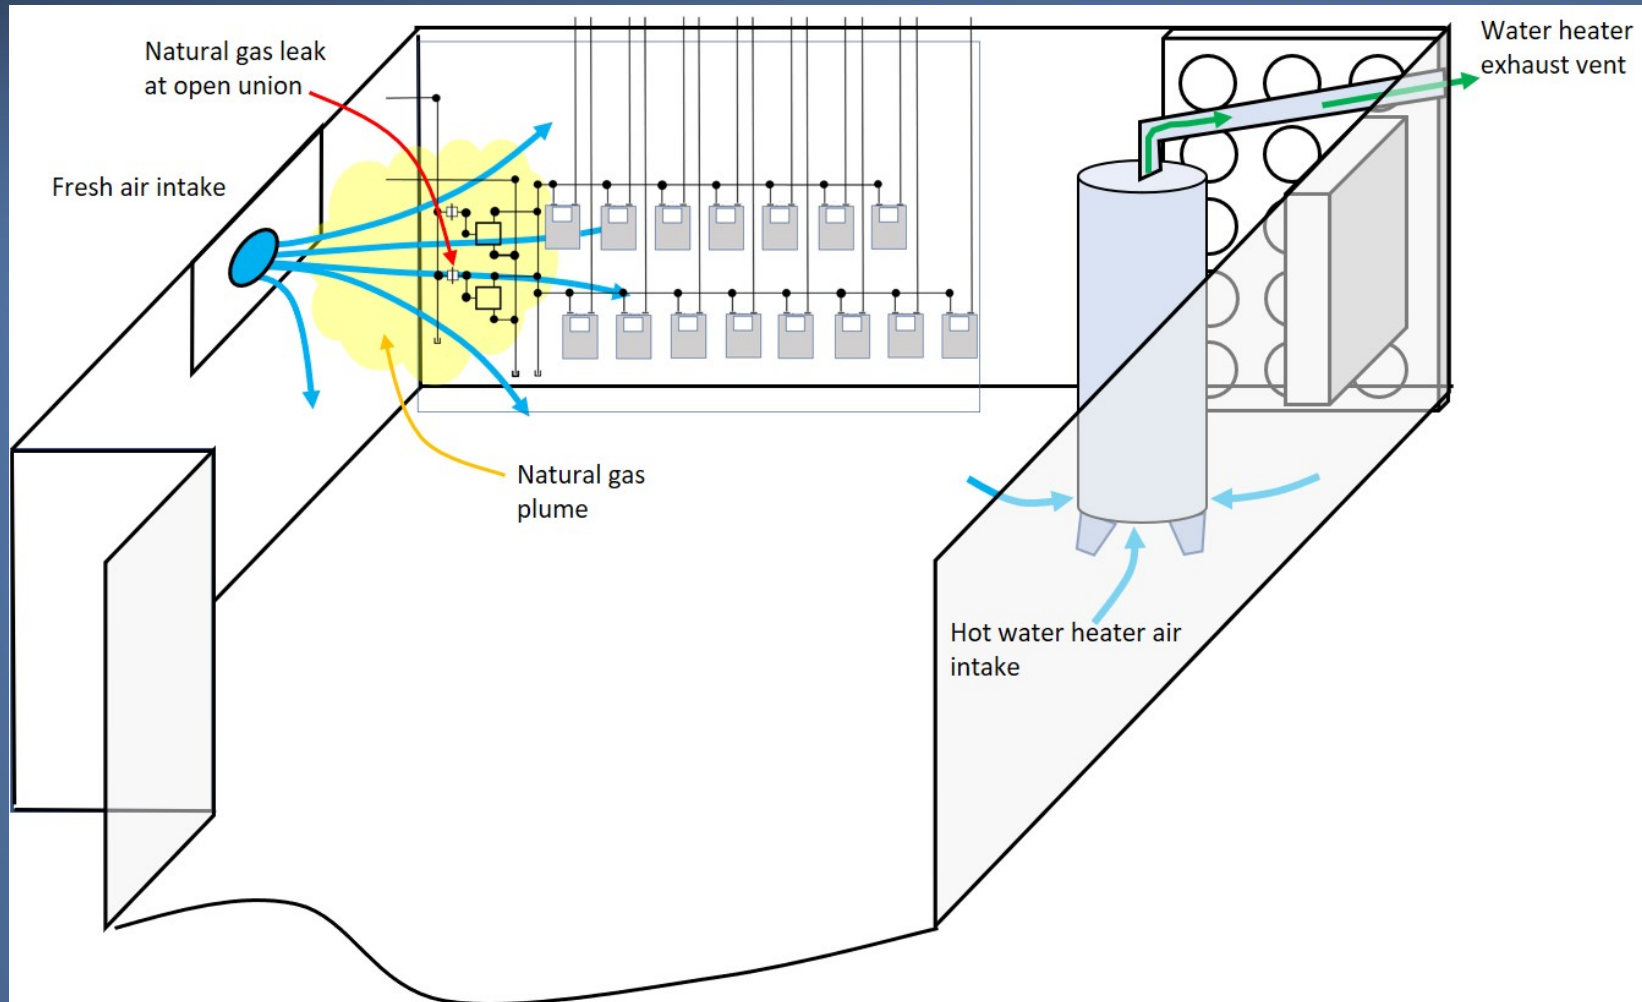 Natural gas leak
at open union
Water heater
exhaust vent
Fresh air intake
Natural gas
plume
Hot water heater air
intake